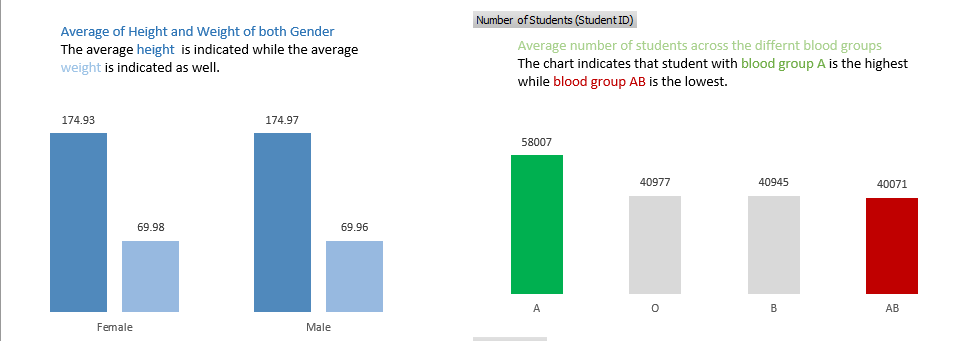 Average of Height and Weight of both Gender
The average height is indicated while the average
weight is indicated as well.
174.93
69.98
174.97
69.96
Female
Male
Number of Students (Student ID)
Average number of students across the differnt blood groups
The chart indicates that student with blood group A is the highest
while blood group AB is the lowest.
58007
40977
40945
40071
A
O
B
AB